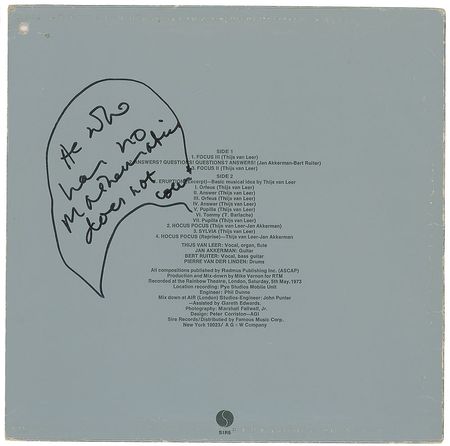 He who
has no
Mathematics
does not
count
SIDE 1
1. FOCUS III (Thijs van Leer)
ANSWERS? QUESTIONS! QUESTIONS? ANSWERS! (Jan Akkerman-Bert Ruiter)
3. FOCUS II (Thijs van Leer)
SIDE 2
1. ERUPTION (Excerpt)—Basic musical idea by Thijs van Leer
I. Orfeus (Thijs van Leer)
II. Answer (Thijs van Leer)
III. Orfeus (Thijs van Leer)
IV. Answer (Thijs van Leer)
V. Pupilla (Thijs van Leer)
VI. Tommy (T. Barlache)
VII. Pupilla (Thijs van Leer)
2. HOCUS POCUS (Thijs van Leer-Jan Akkerman)
3. SYLVIA (Thijs van Leer)
4. HOCUS POCUS (Reprise)—Thijs van Leer-Jan Akkerman
THIJS VAN LEER: Vocal, organ, flute
JAN AKKERMAN: Guitar
BERT RUITER: Vocal, bass guitar
PIERRE VAN DER LINDEN: Drums
All compositions published by Radmus Publishing Inc. (ASCAP)
Production and Mix-down by Mike Vernon for RTM
Recorded at the Rainbow Theatre, London, Saturday, 5th May, 1973
Location recording: Pye Studios Mobile Unit
Engineer: Phil Dunne
Mix down at AIR (London) Studios-Engineer: John Punter
—Assisted by Gareth Edwards.
Photography: Marshall Fallwell, Jr.
Design: Peter Corriston—AGI
Sire Records/Distributed by Famous Music Corp.
New York 10023/ A G + W Company
S
SIRE